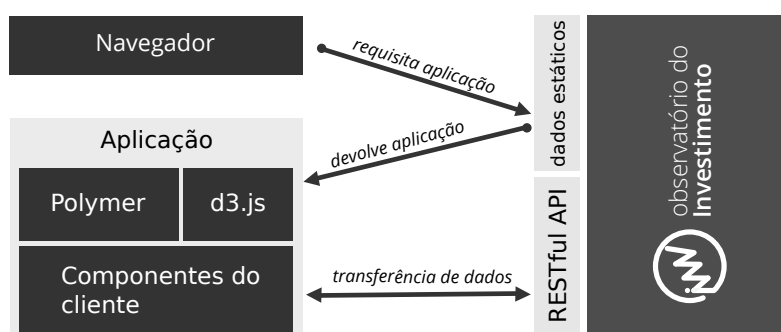 Navegador
requisita aplicação
dados estáticos
observatório do
Investimento
Aplicação
devolve aplicação
Polymer
d3.js
RESTful API
Componentes do
cliente
transferência de dados